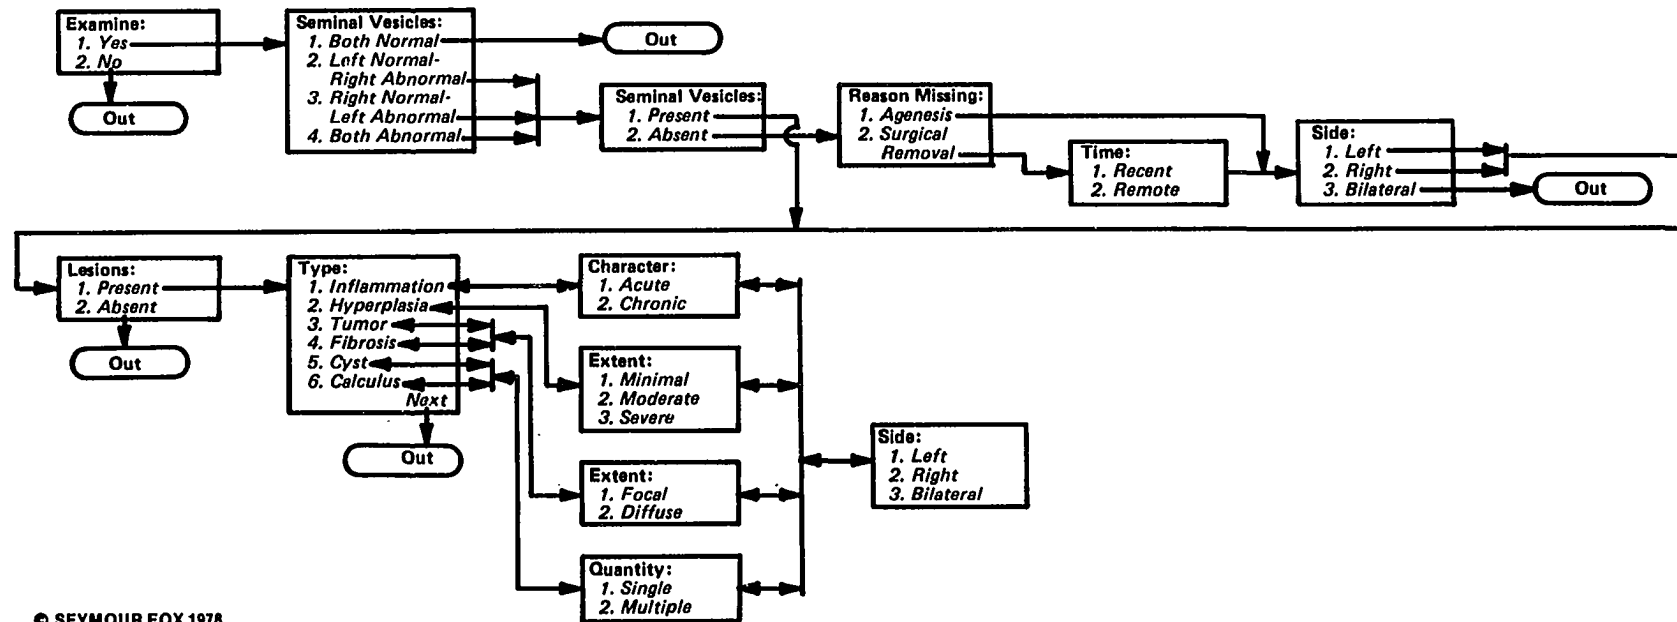 Examine:
1. Yes
2. No
Out
Seminal Vesicles:
1. Both Normal
2. Left Normal-
Right Abnormal
3. Right Normal-
Left Abnormal
4. Both Abnormal
Out
Seminal Vesicles:
1. Present
2. Absent
Reason Missing:
1. Agenesis
2. Surgical
Removal
Time:
1. Recent
2. Remote
Side:
1. Left
2. Right
3. Bilateral
Out
Lesions:
1. Present
2. Absent
Out
Type:
1. Inflammation
2. Hyperplasia
3. Tumor
4. Fibrosis
5. Cyst
6. Calculus
Next
Out
Character:
1. Acute
2. Chronic
Extent:
1. Minimal
2. Moderate
3. Severe
Extent:
1. Focal
2. Diffuse
Quantity:
1. Single
2. Multiple
Side:
1. Left
2. Right
3. Bilateral
© SEYMOUR FOX 1978